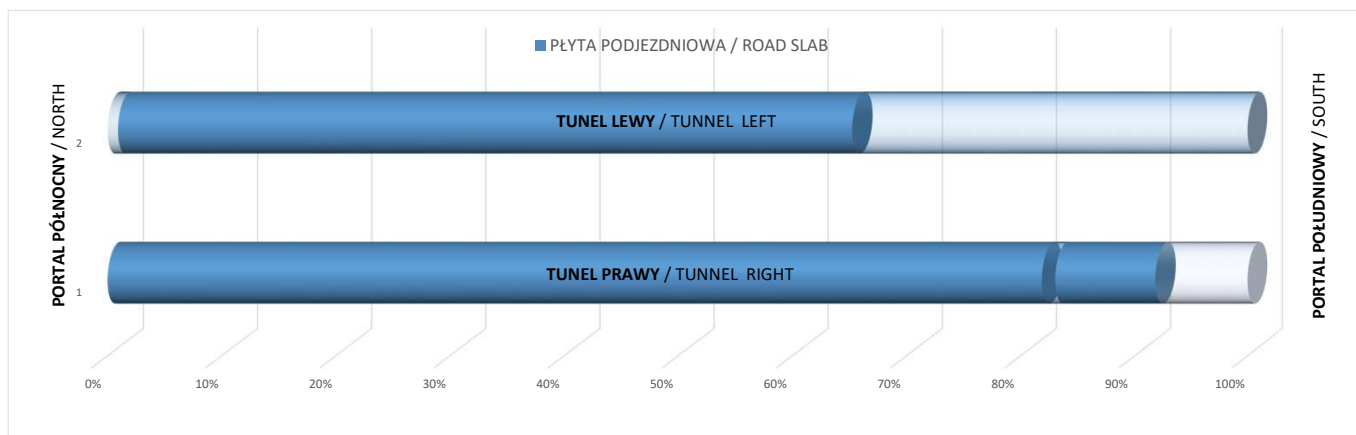 PŁYTA PODJEZDNIOWA / ROAD SLAB
PORTAL PÓŁNOCNY / NORTH
2
TUNEL LEWY / TUNNEL LEFT
1
TUNEL PRAWY / TUNNEL RIGHT
PORTAL POŁUDNIOWY / SOUTH
0% 10% 20% 30% 40% 50% 60% 70% 80% 90% 100%